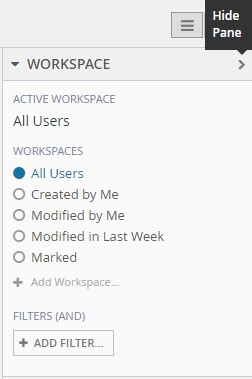 Hide
Pane
WORKSPACE
ACTIVE WORKSPACE
All Users
WORKSPACES
All Users
Created by Me
Modified by Me
Modified in Last Week
Marked
Add Workspace...
FILTERS (AND)
ADD FILTER...